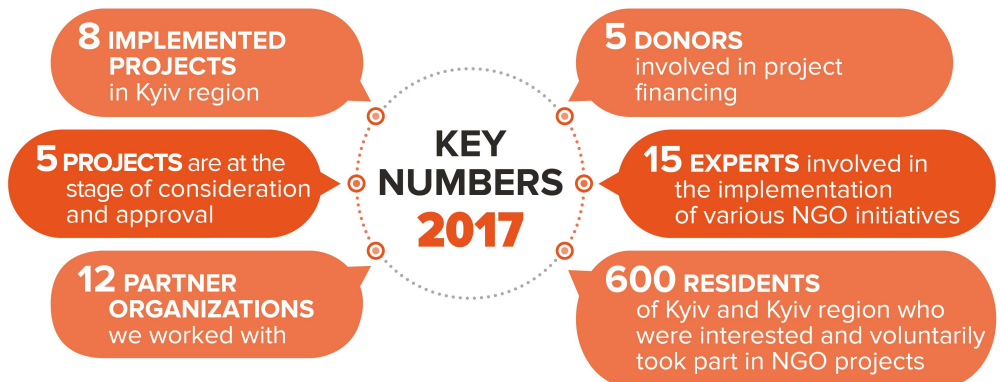 8 IMPLEMENTED
PROJECTS
in Kyiv region
5 PROJECTS are at the
stage of consideration
and approval
12 PARTNER
ORGANIZATIONS
we worked with
KEY
NUMBERS
2017
5 DONORS
involved in project
financing
15 EXPERTS involved in
the implementation
of various NGO initiatives
600 RESIDENTS
of Kyiv and Kyiv region who
were interested and voluntarily
took part in NGO projects